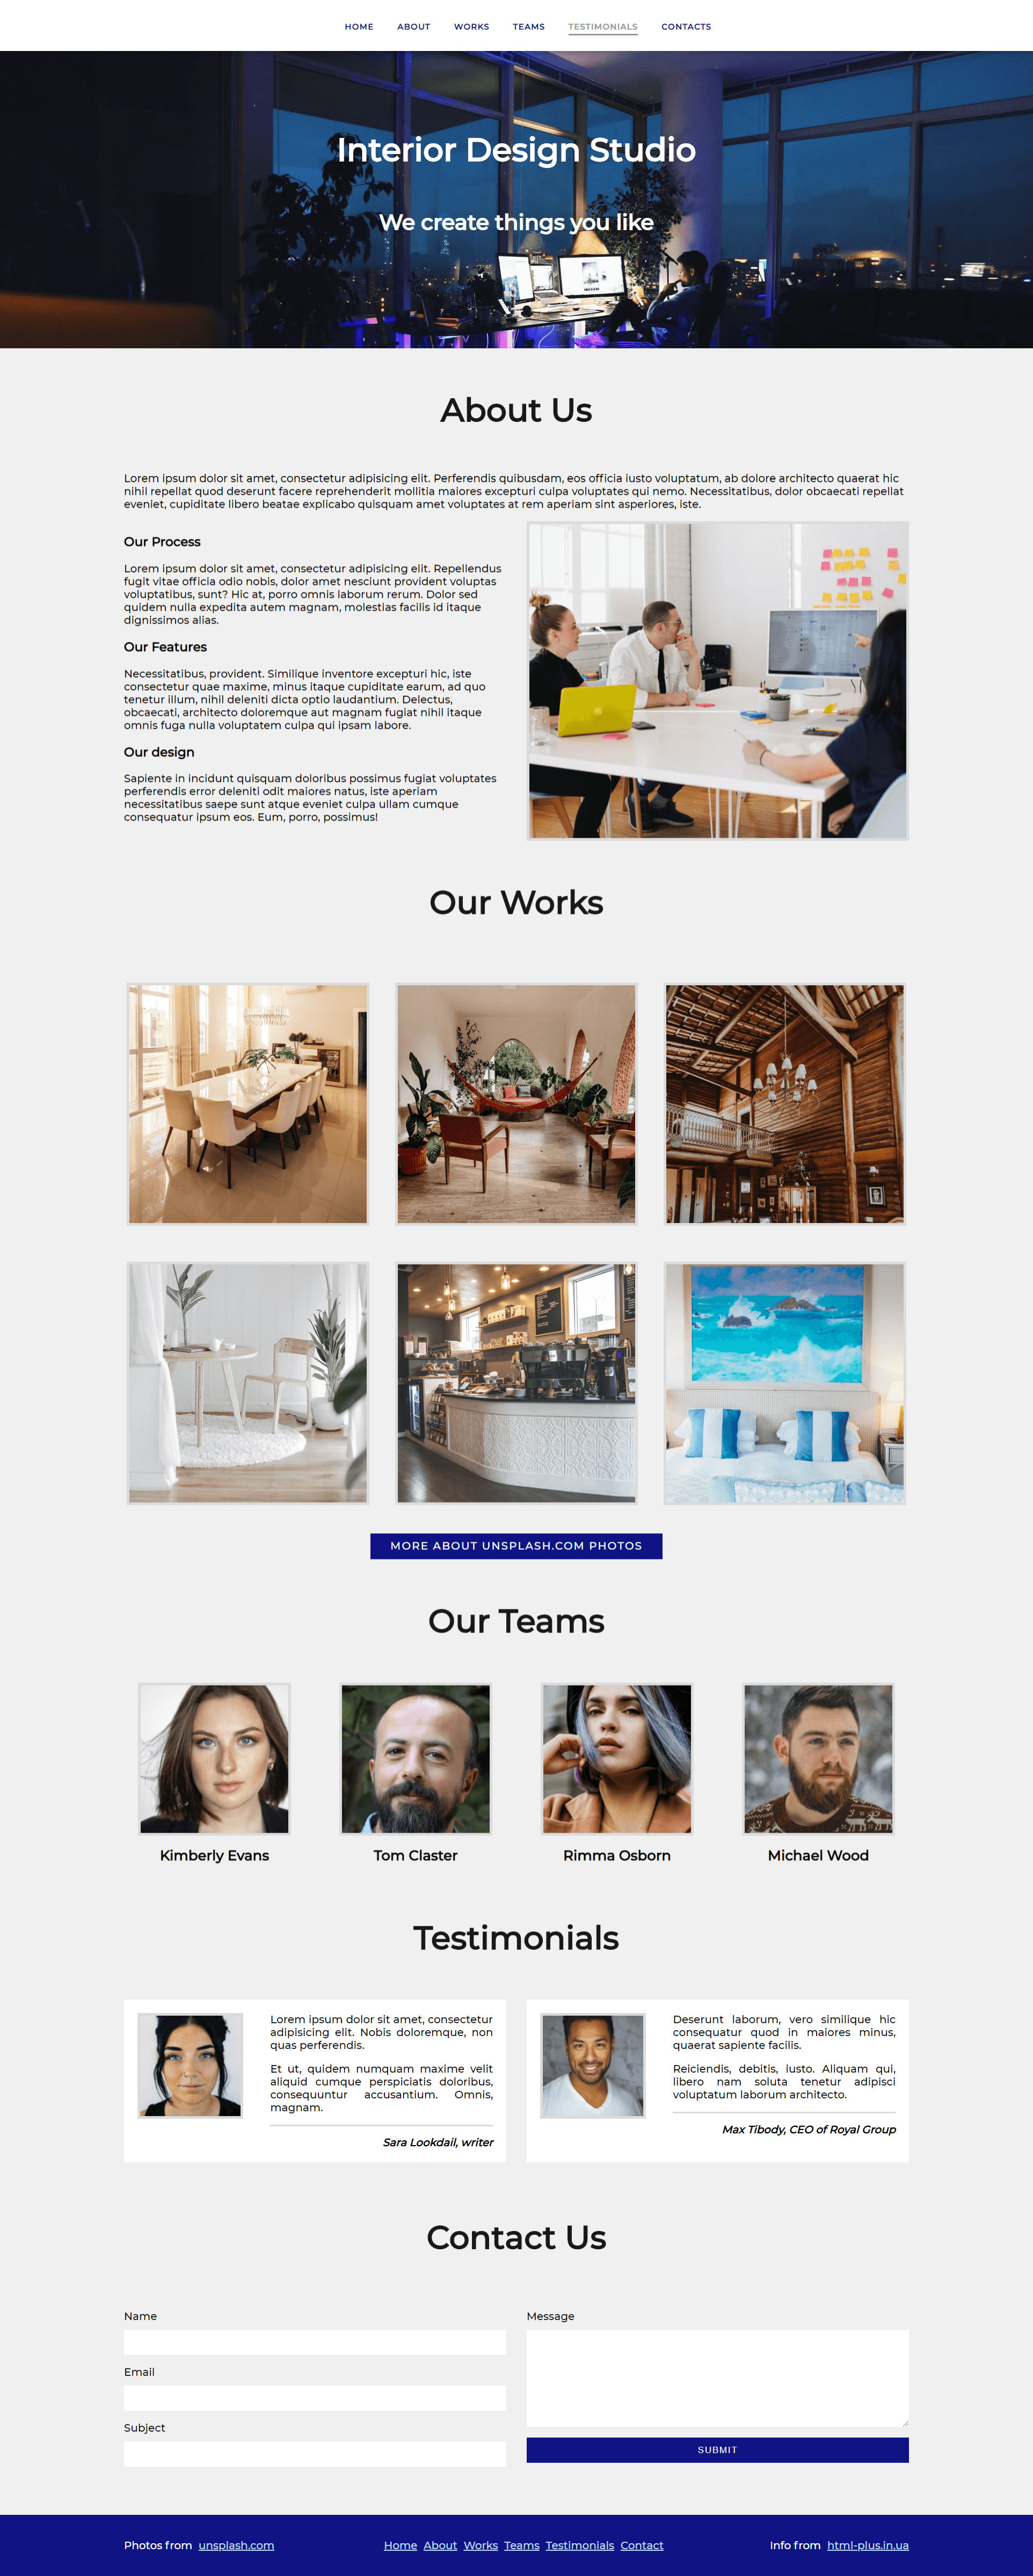 HOME ABOUT WORKS TEAMS TESTIMONIALS CONTACTS
Interior Design Studio
We create things you like
About Us
Lorem ipsum dolor sit amet, consectetur adipisicing elit. Perferendis quibusdam, eos officia iusto voluptatum, ab dolore architecto quaerat hic
nihil repellat quod deserunt facere reprehenderit mollitia maiores excepturi culpa voluptates qui nemo. Necessitatibus, dolor obcaecati repellat
eveniet, cupiditate libero beatae explicabo quisquam amet voluptates at rem aperiam sint asperiores, iste.
Our Process
Lorem ipsum dolor sit amet, consectetur adipisicing elit. Repellendus
fugit vitae officia odio nobis, dolor amet nesciunt provident voluptas
voluptatibus, sunt? Hic at, porro omnis laborum rerum. Dolor sed
quidem nulla expedita autem magnam, molestias facilis id itaque
dignissimos alias.
Our Features
Necessitatibus, provident. Similique inventore excepturi hic, iste
consectetur quae maxime, minus itaque cupiditate earum, ad quo
tenetur illum, nihil deleniti dicta optio laudantium. Delectus,
obcaecati, architecto doloremque aut magnam fugiat nihil itaque
omnis fuga nulla voluptatem culpa qui ipsam labore.
Our design
Sapiente in incidunt quisquam doloribus possimus fugiat voluptates
perferendis error deleniti odit maiores natus, iste aperiam
necessitatibus saepe sunt atque eveniet culpa ullam cumque
consequatur ipsum eos. Eum, porro, possimus!
Our Works
MORE ABOUT UNSPLASH.COM PHOTOS
Our Teams
Kimberly Evans
Tom Claster
Rimma Osborn
Michael Wood
Testimonials
Lorem ipsum dolor sit amet, consectetur
adipisicing elit. Nobis doloremque, non
quas perferendis.
Et ut, quidem numquam maxime velit
aliquid cumque perspiciatis doloribus,
consequuntur accusantium. Omnis,
magnam.
Sara Lookdail, writer
Deserunt laborum, vero similique hic
consequatur quod in maiores minus,
quaerat sapiente facilis.
Reiciendis, debitis, iusto. Aliquam qui,
libero nam soluta tenetur adipisci
voluptatum laborum architecto.
Max Tibody, CEO of Royal Group
Contact Us
Name
Email
Subject
Message
SUBMIT
Photos from unsplash.com
Home About Works Teams Testimonials Contact
Info from html-plus.in.ua